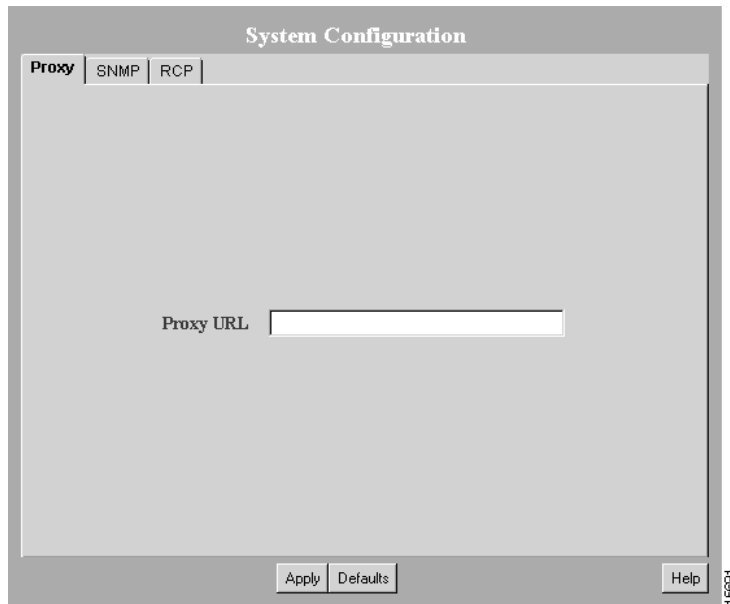 System Configuration
Proxy SNMP RCP
Proxy URL
Apply Defaults Help